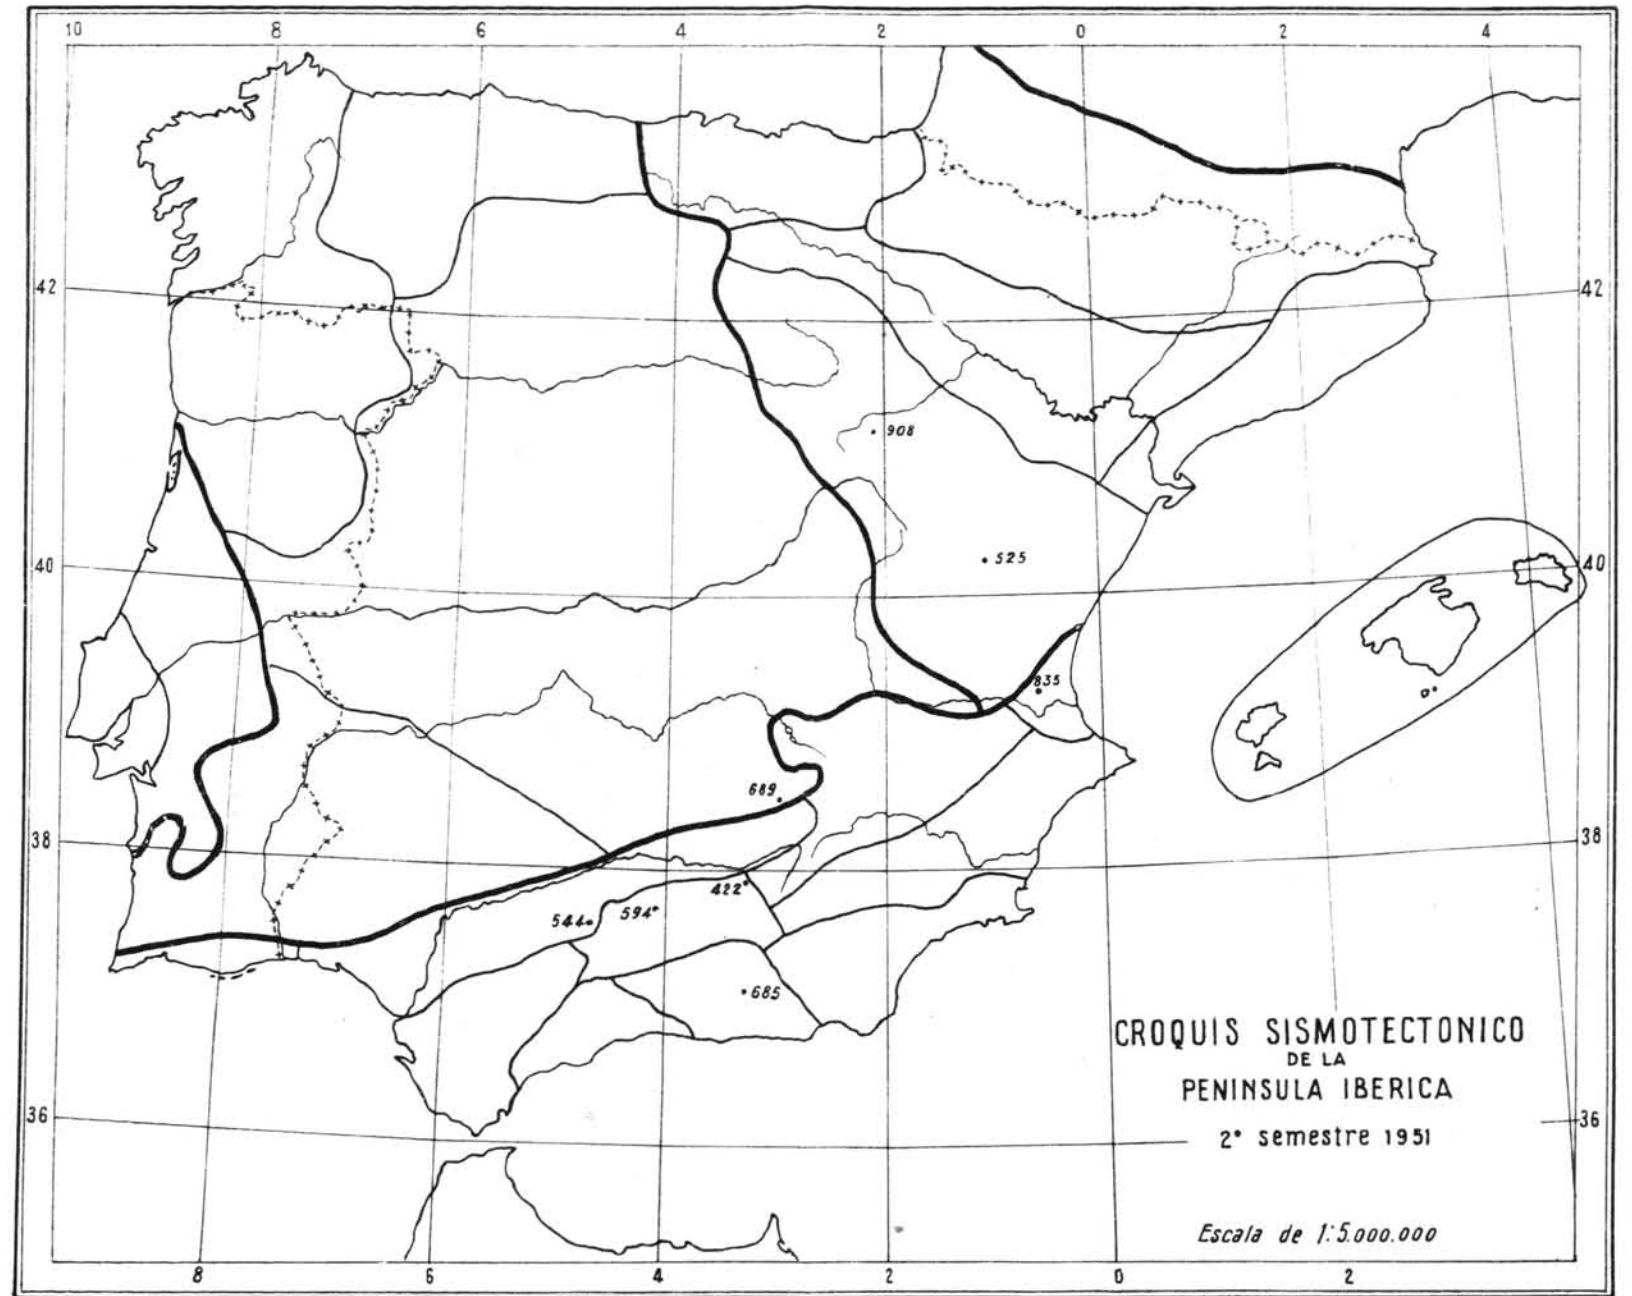 10 8 6 4 2 0 2 4
42 42
908
525
40 40
835
689
38 38
422
544 594
685
CROQUIS SISMOTECTONICO
DE LA
PENINSULA IBERICA
36 36
2º semestre 1951
Escala de 1:5.000.000
8 6 4 2 0 2